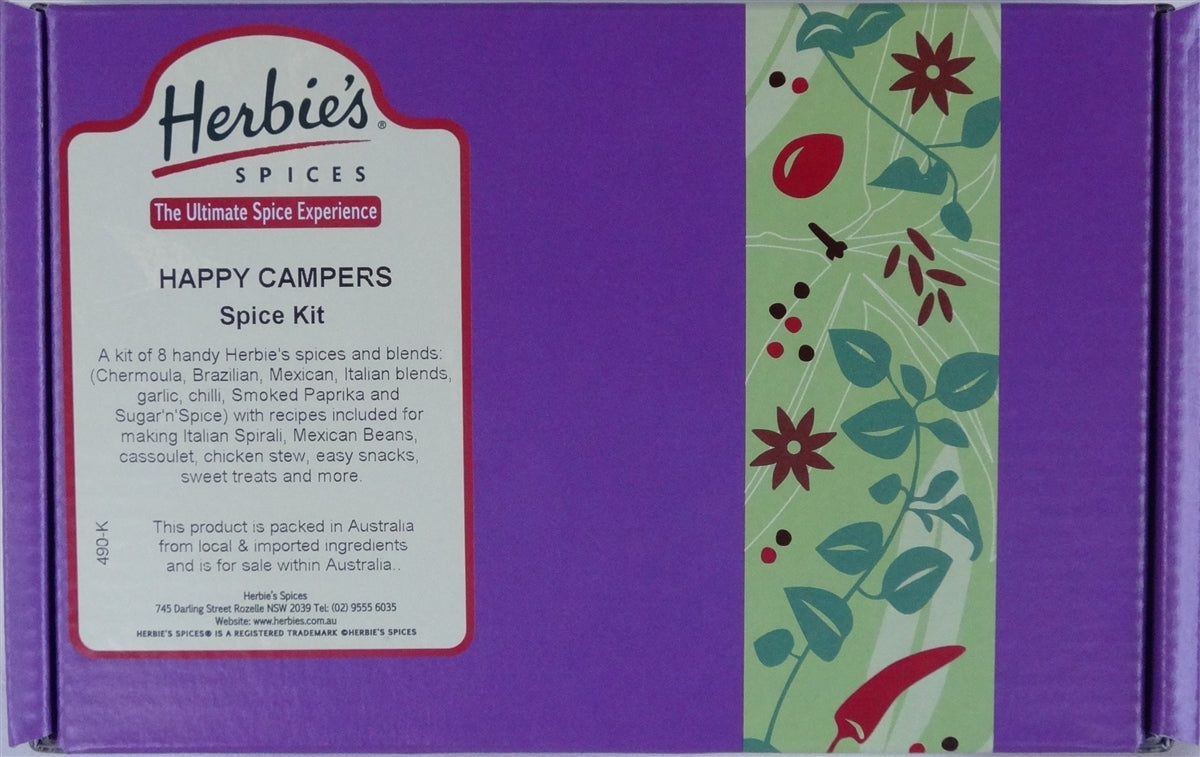 Herbie's®
SPICES
The Ultimate Spice Experience
HAPPY CAMPERS
Spice Kit
A kit of 8 handy Herbie's spices and blends:
(Chermoula, Brazilian, Mexican, Italian blends,
garlic, chilli, Smoked Paprika and
Sugar'n'Spice) with recipes included for
making Italian Spirali, Mexican Beans,
cassoulet, chicken stew, easy snacks,
sweet treats and more.
490-K
This product is packed in Australia
from local & imported ingredients
and is for sale within Australia..
Herbie's Spices
745 Darling Street Rozelle NSW 2039 Tel: (02) 9555 6035
Website: www.herbies.com.au
HERBIE'S SPICES® IS A REGISTERED TRADEMARK ©HERBIE'S SPICES